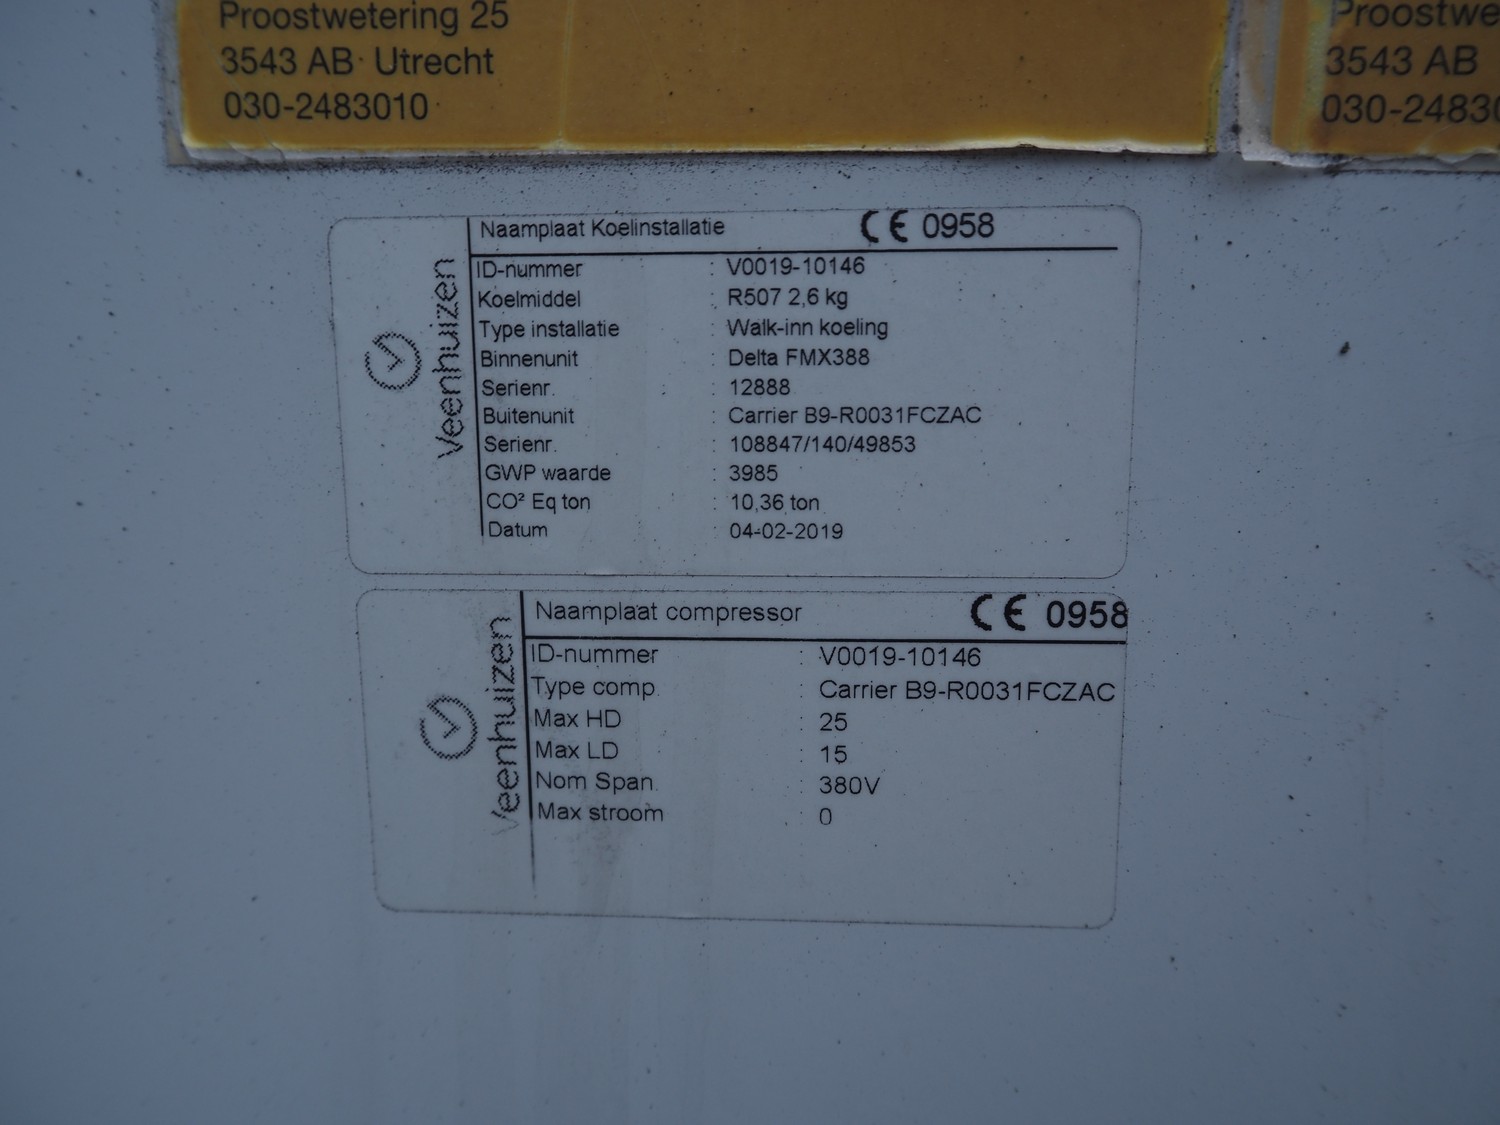 Proostwetering 25
3543 AB Utrecht
030-2483010
Proostwe
3543 AB
030-2483
Veenhuizen
Naamplaat Koelinstallatie CE 0958
ID-nummer : V0019-10146
Koelmiddel : R507 2,6 kg
Type installatie : Walk-inn koeling
Binnenunit : Delta FMX388
Serienr. : 12888
Buitenunit : Carrier B9-R0031FCZAC
Serienr. : 108847/140/49853
GWP waarde : 3985
CO² Eq ton : 10,36 ton
Datum : 04-02-2019
Veenhuizen
Naamplaat compressor CE 0958
ID-nummer : V0019-10146
Type comp. : Carrier B9-R0031FCZAC
Max HD : 25
Max LD : 15
Nom Span. : 380V
Max stroom : 0